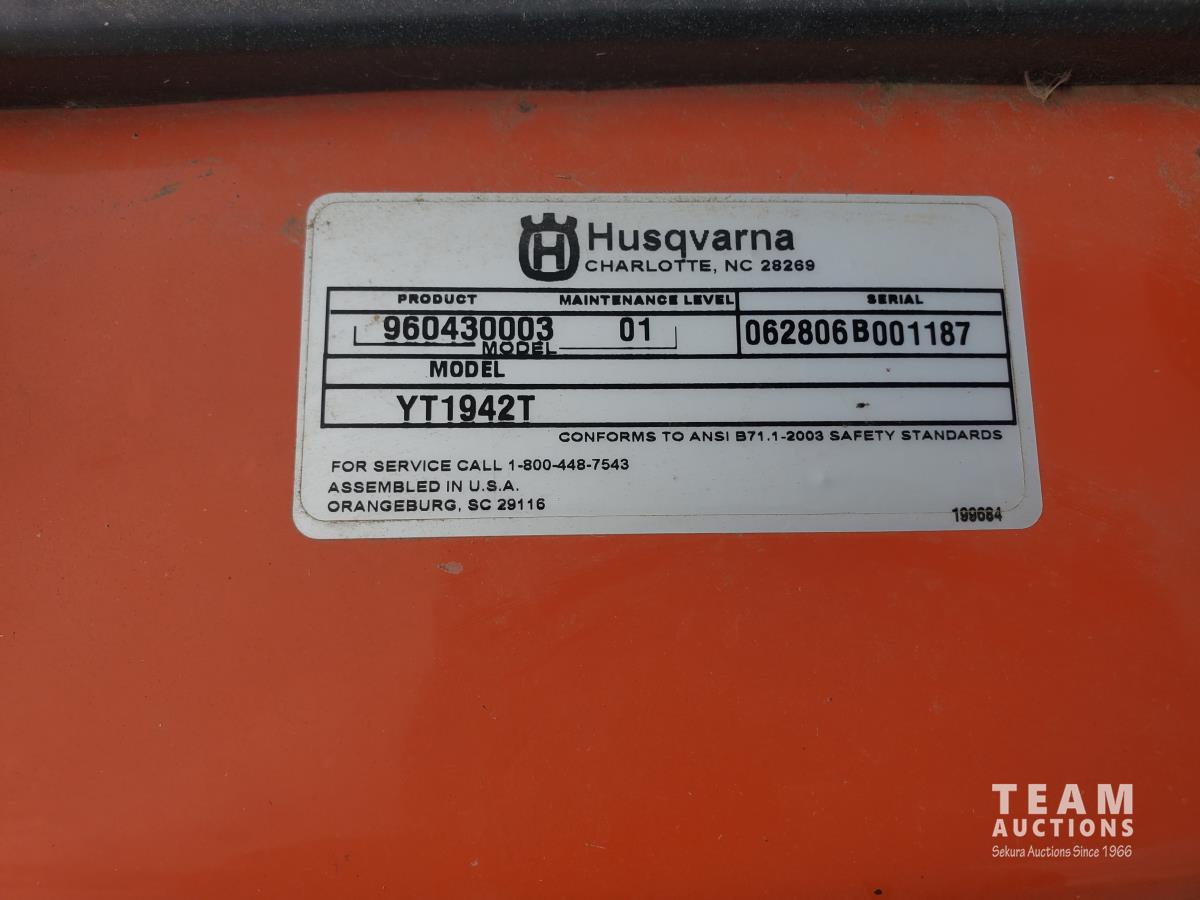 Husqvarna
CHARLOTTE, NC 28269
PRODUCT MAINTENANCE LEVEL SERIAL
960430003 01 062806B001187
MODEL
MODEL
YT1942T
CONFORMS TO ANSI B71.1-2003 SAFETY STANDARDS
FOR SERVICE CALL 1-800-448-7543
ASSEMBLED IN U.S.A.
ORANGEBURG, SC 29116
199684
TEAM
AUCTIONS
Sekura Auctions Since 1966